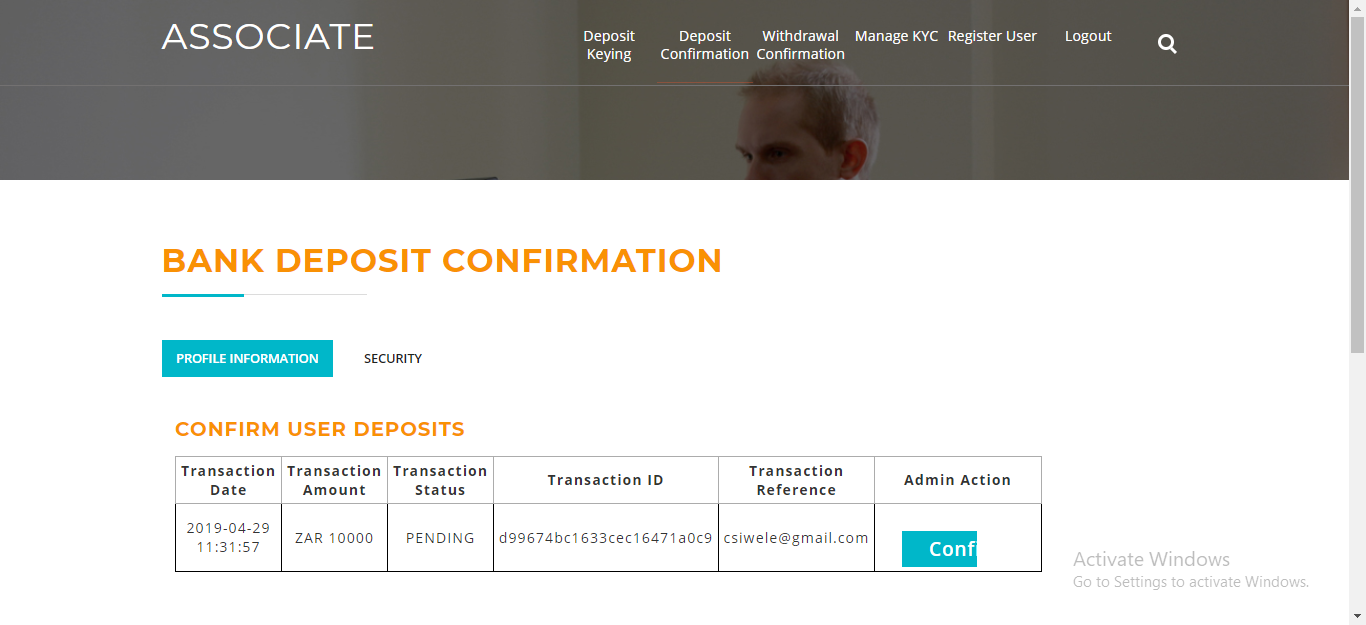 ASSOCIATE
Deposit
Keying
Deposit
Confirmation
Withdrawal
Confirmation
Manage KYC
Register User
Logout
BANK DEPOSIT CONFIRMATION
PROFILE INFORMATION
SECURITY
CONFIRM USER DEPOSITS
Transaction
Date
Transaction
Amount
Transaction
Status
Transaction ID
Transaction
Reference
Admin Action
2019-04-29
11:31:57
ZAR 10000
PENDING
d99674bc1633cec16471a0c9
csiwele@gmail.com
Confi
Activate Windows
Go to Settings to activate Windows.